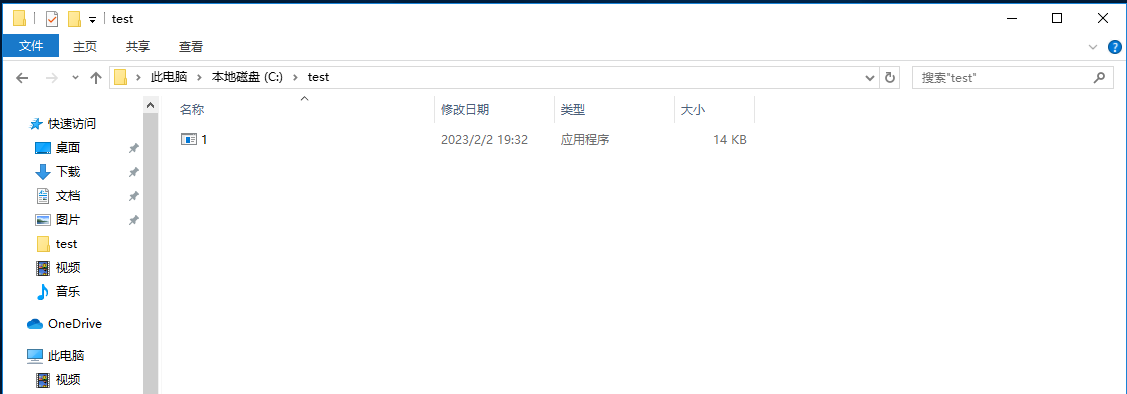 test
文件 主页 共享 查看
此电脑 本地磁盘 (C:) test 搜索"test"
名称 修改日期 类型 大小
1 2023/2/2 19:32 应用程序 14 KB
快速访问
桌面
下载
文档
图片
test
视频
音乐
OneDrive
此电脑
视频